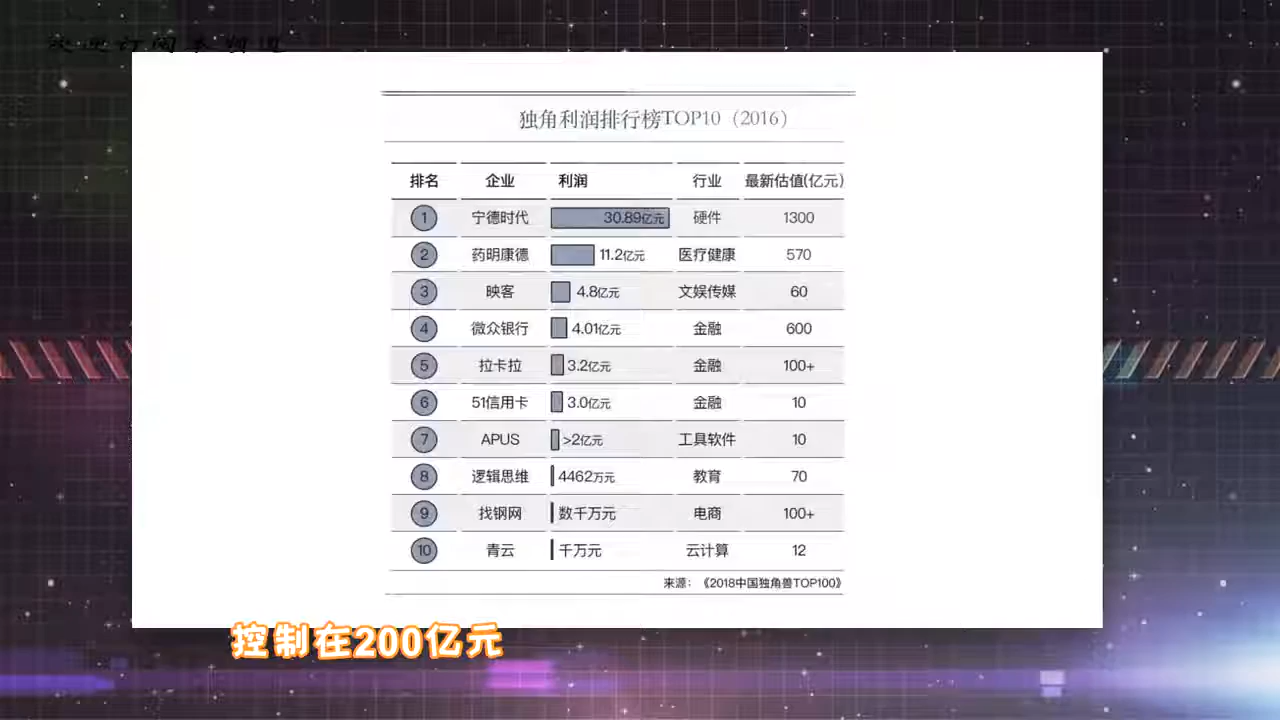 欢迎订阅本频道
独角利润排行榜TOP10（2016）
排名 企业 利润 行业 最新估值(亿元)
1 宁德时代 30.89亿元 硬件 1300
2 药明康德 11.2亿元 医疗健康 570
3 映客 4.8亿元 文娱传媒 60
4 微众银行 4.01亿元 金融 600
5 拉卡拉 3.2亿元 金融 100+
6 51信用卡 3.0亿元 金融 10
7 APUS >2亿元 工具软件 10
8 逻辑思维 4462万元 教育 70
9 找钢网 数千万元 电商 100+
10 青云 千万元 云计算 12
来源：《2018中国独角兽TOP100》
控制在200亿元